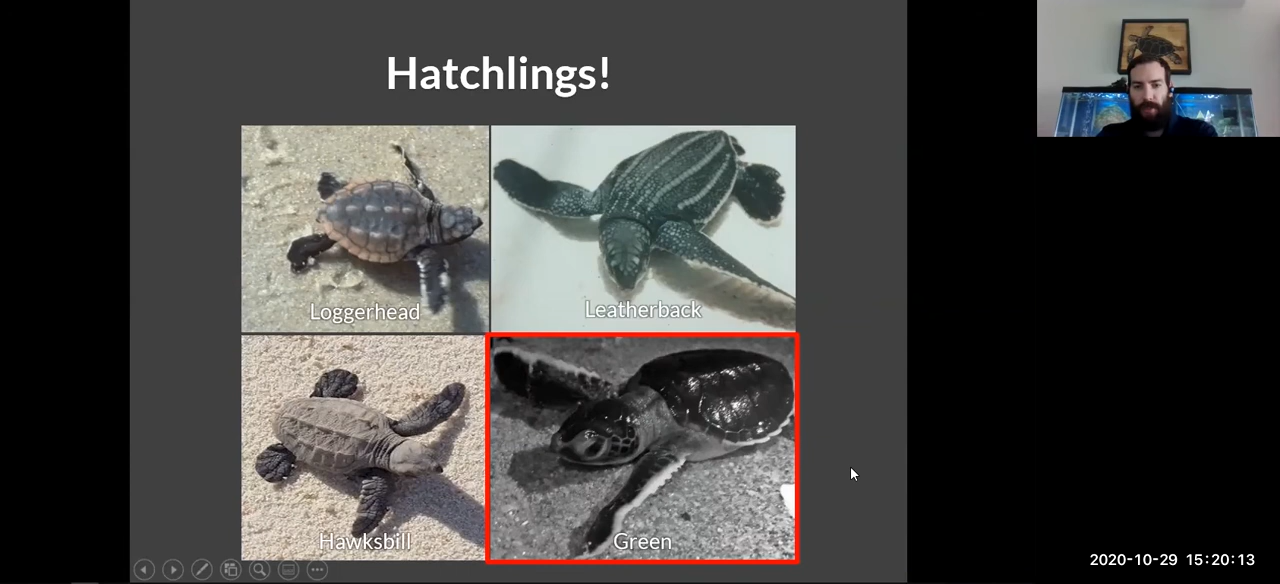 Hatchlings!
Loggerhead
Leatherback
Hawksbill
Green
2020-10-29 15:20:13